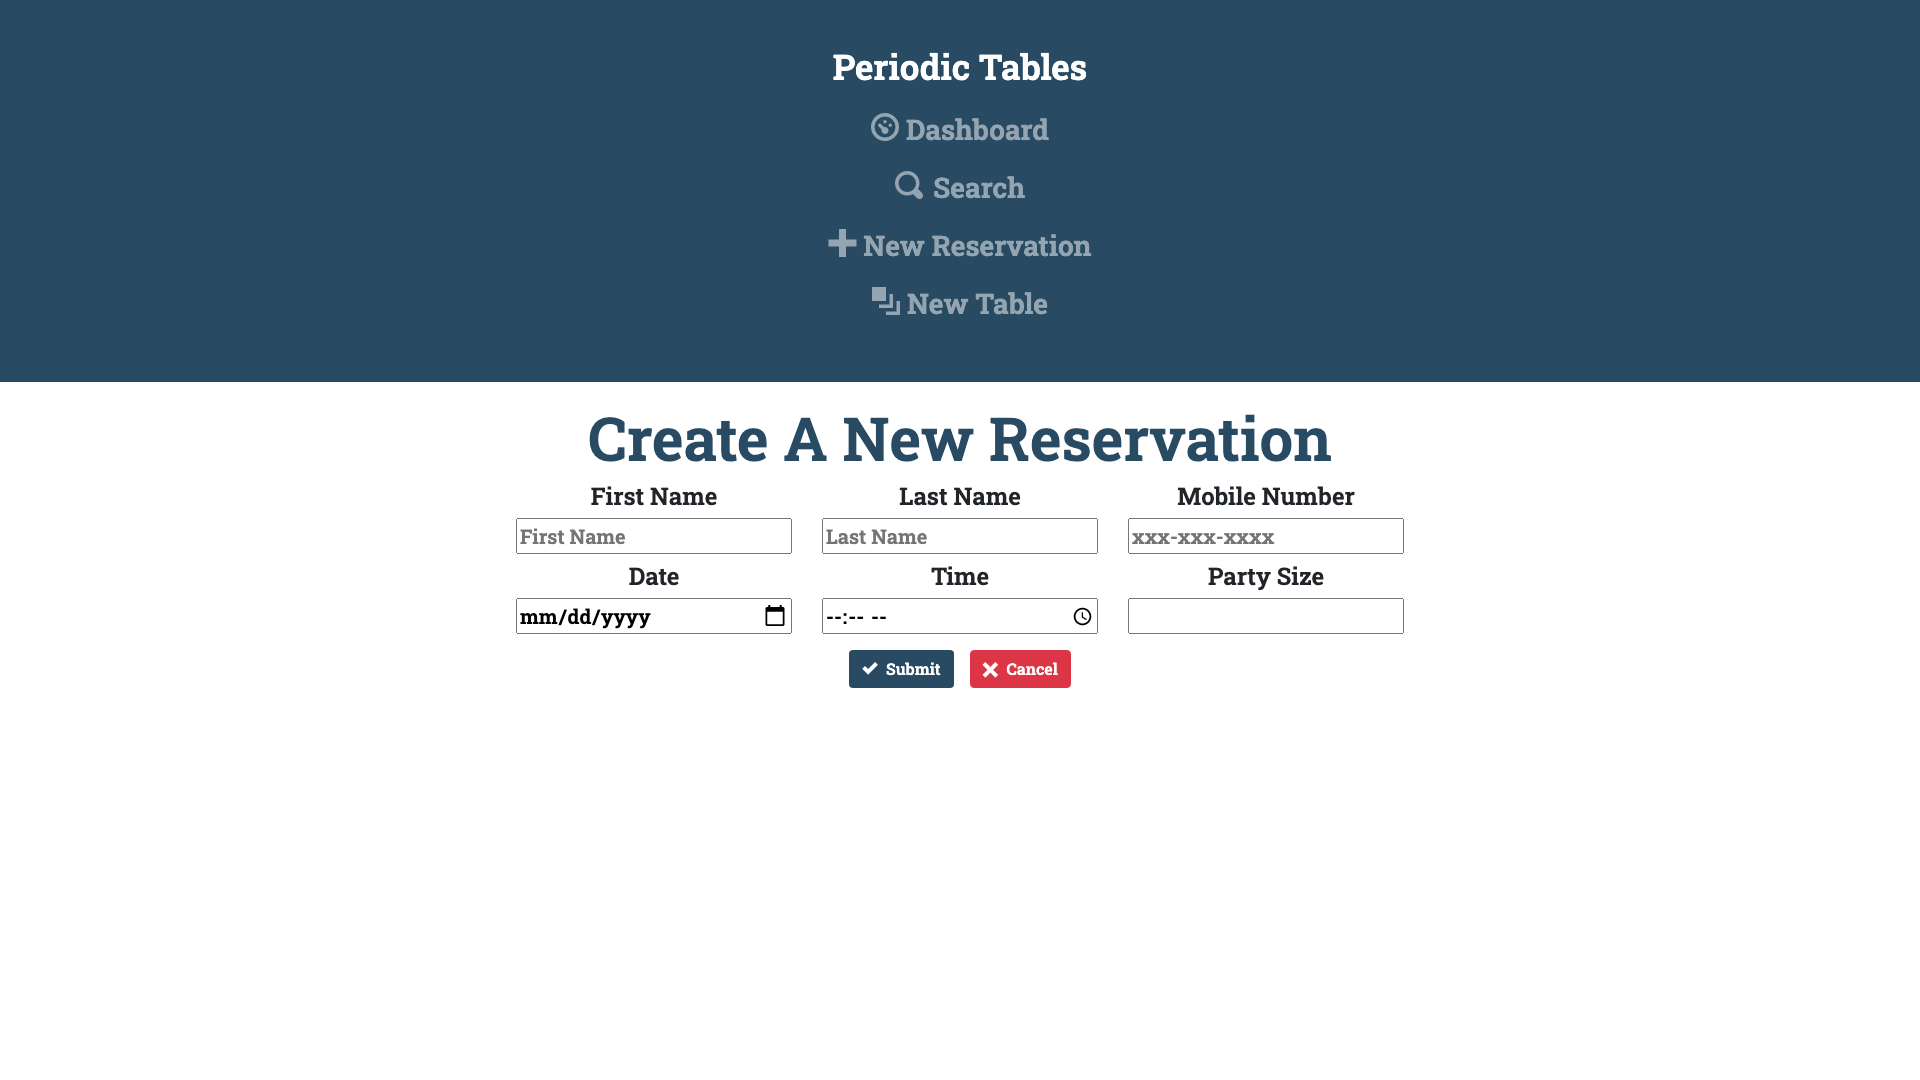 Periodic Tables
Dashboard
Search
New Reservation
New Table
Create A New Reservation
First Name Last Name Mobile Number
First Name Last Name xxx-xxx-xxxx
Date Time Party Size
mm/dd/yyyy --:-- --
Submit Cancel